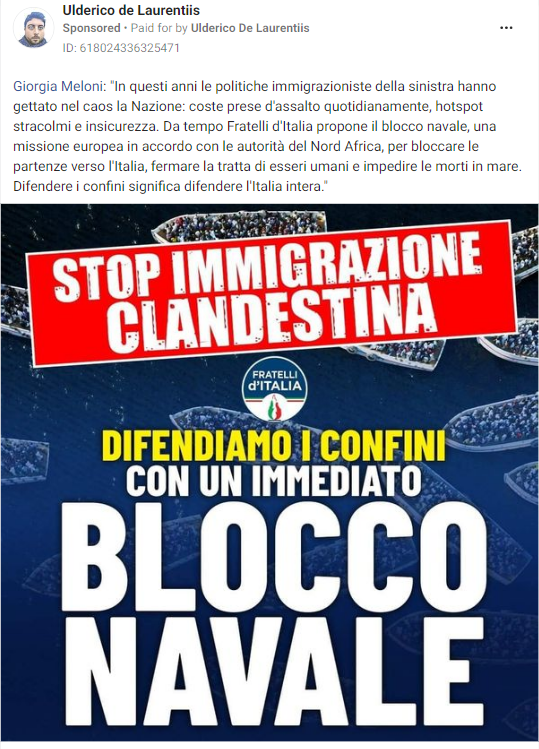 Ulderico de Laurentiis
Sponsored • Paid for by Ulderico De Laurentiis
ID: 618024336325471
Giorgia Meloni: "In questi anni le politiche immigrazioniste della sinistra hanno
gettato nel caos la Nazione: coste prese d'assalto quotidianamente, hotspot
stracolmi e insicurezza. Da tempo Fratelli d'Italia propone il blocco navale, una
missione europea in accordo con le autorità del Nord Africa, per bloccare le
partenze verso l'Italia, fermare la tratta di esseri umani e impedire le morti in mare.
Difendere i confini significa difendere l'Italia intera."
STOP IMMIGRAZIONE
CLANDESTINA
FRATELLI
d'ITALIA
DIFENDIAMO I CONFINI
CON UN IMMEDIATO
BLOCCO
NAVALE